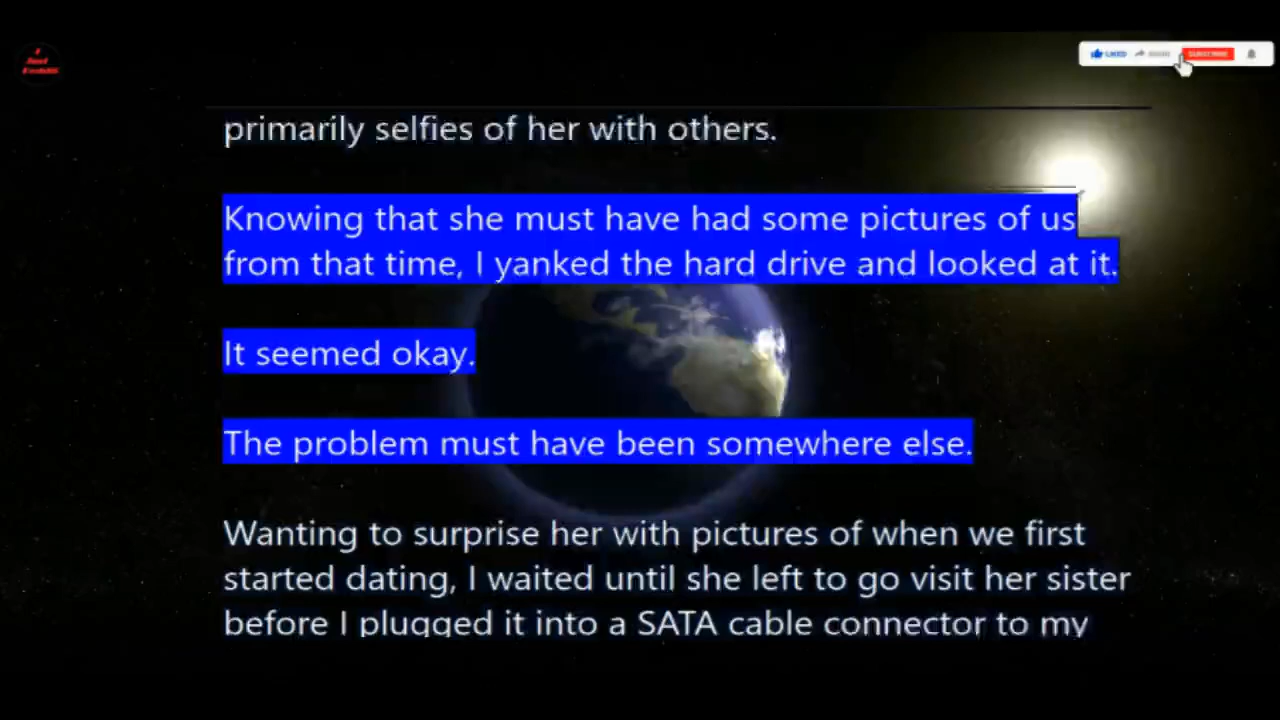 LIKED SHARE SUBSCRIBE
primarily selfies of her with others.
Knowing that she must have had some pictures of us
from that time, I yanked the hard drive and looked at it.
It seemed okay.
The problem must have been somewhere else.
Wanting to surprise her with pictures of when we first
started dating, I waited until she left to go visit her sister
before I plugged it into a SATA cable connector to my